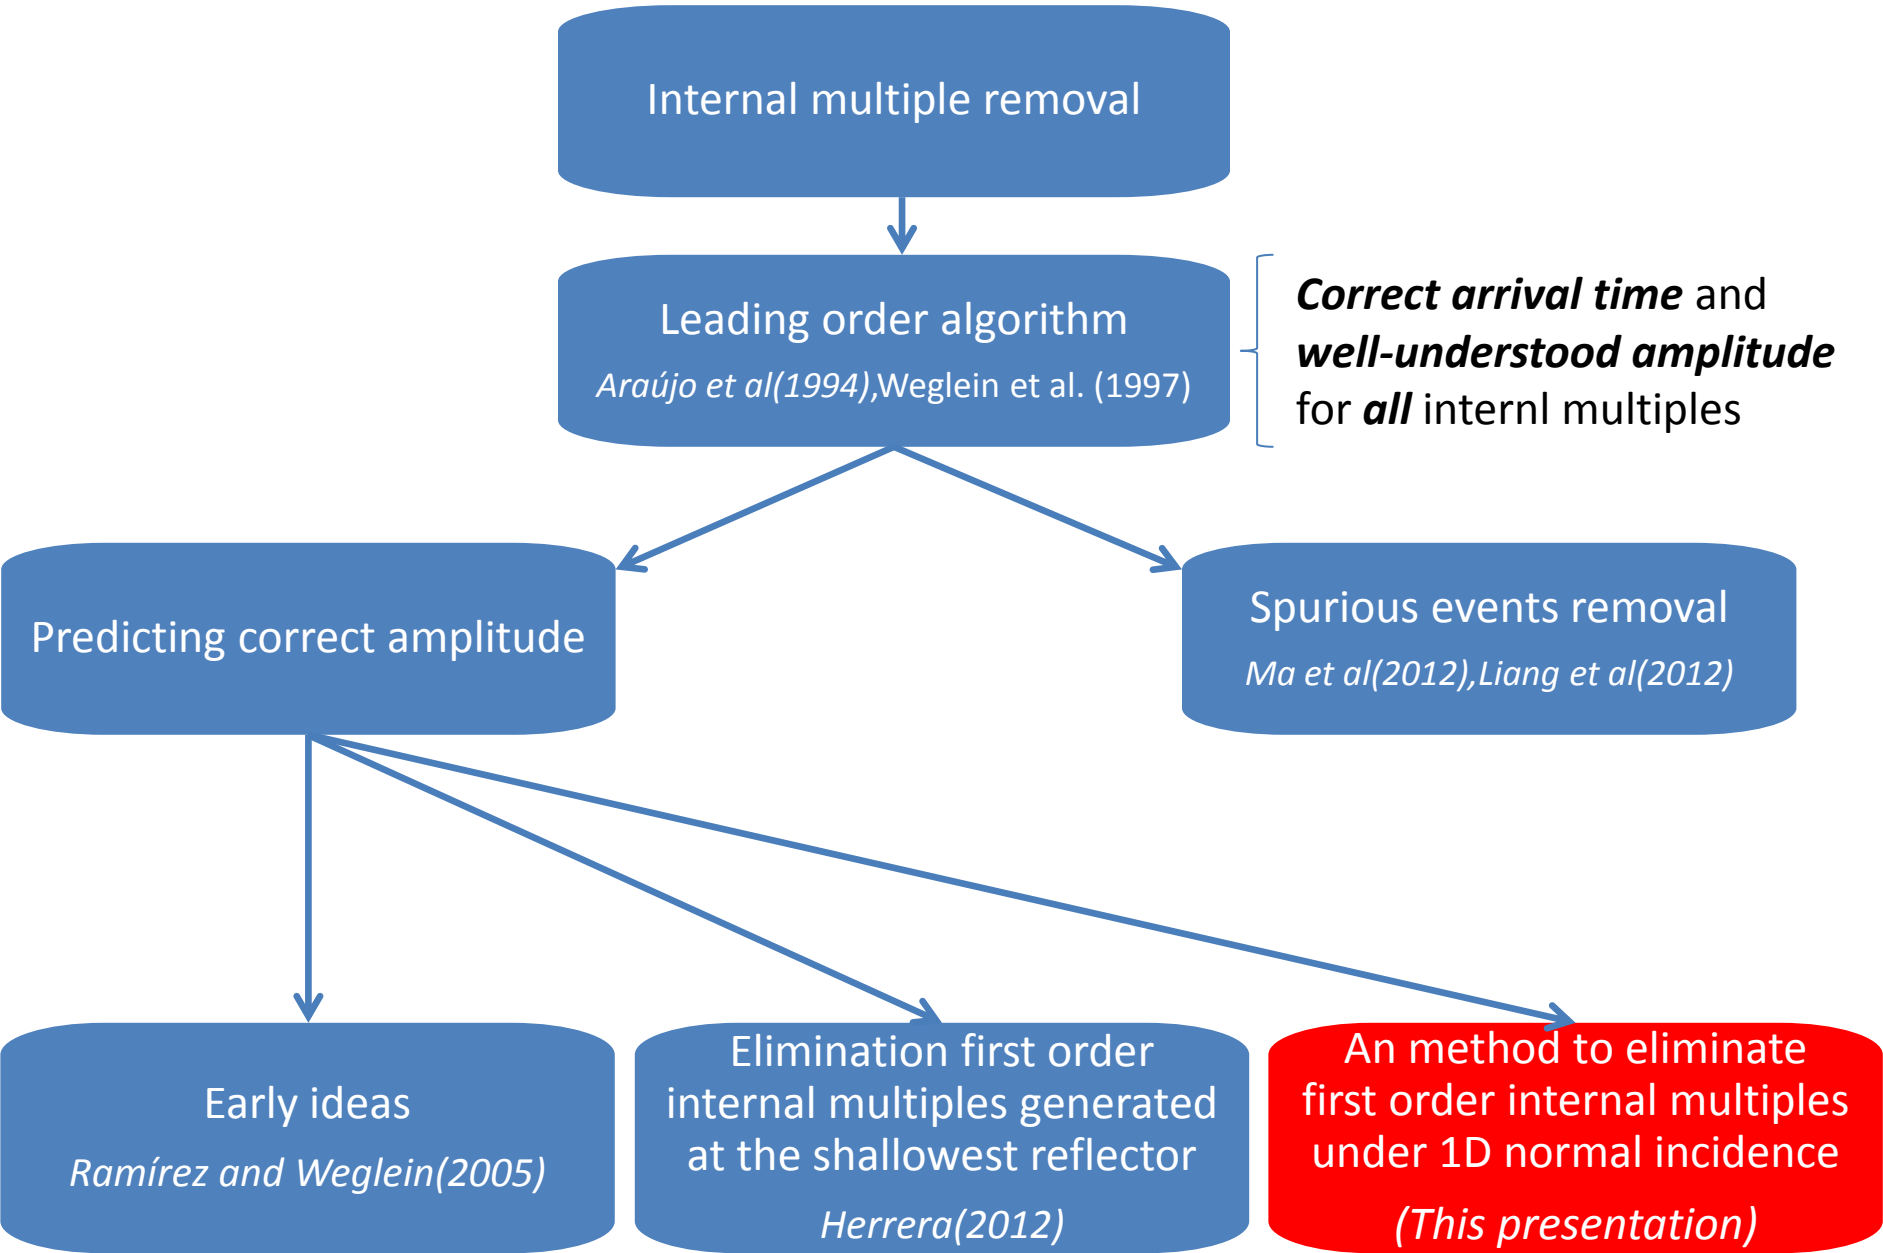 Internal multiple removal
Leading order algorithm
Araújo et al(1994),Weglein et al. (1997)
Correct arrival time and
well-understood amplitude
for all internl multiples
Predicting correct amplitude
Spurious events removal
Ma et al(2012),Liang et al(2012)
Early ideas
Ramírez and Weglein(2005)
Elimination first order
internal multiples generated
at the shallowest reflector
Herrera(2012)
An method to eliminate
first order internal multiples
under 1D normal incidence
(This presentation)